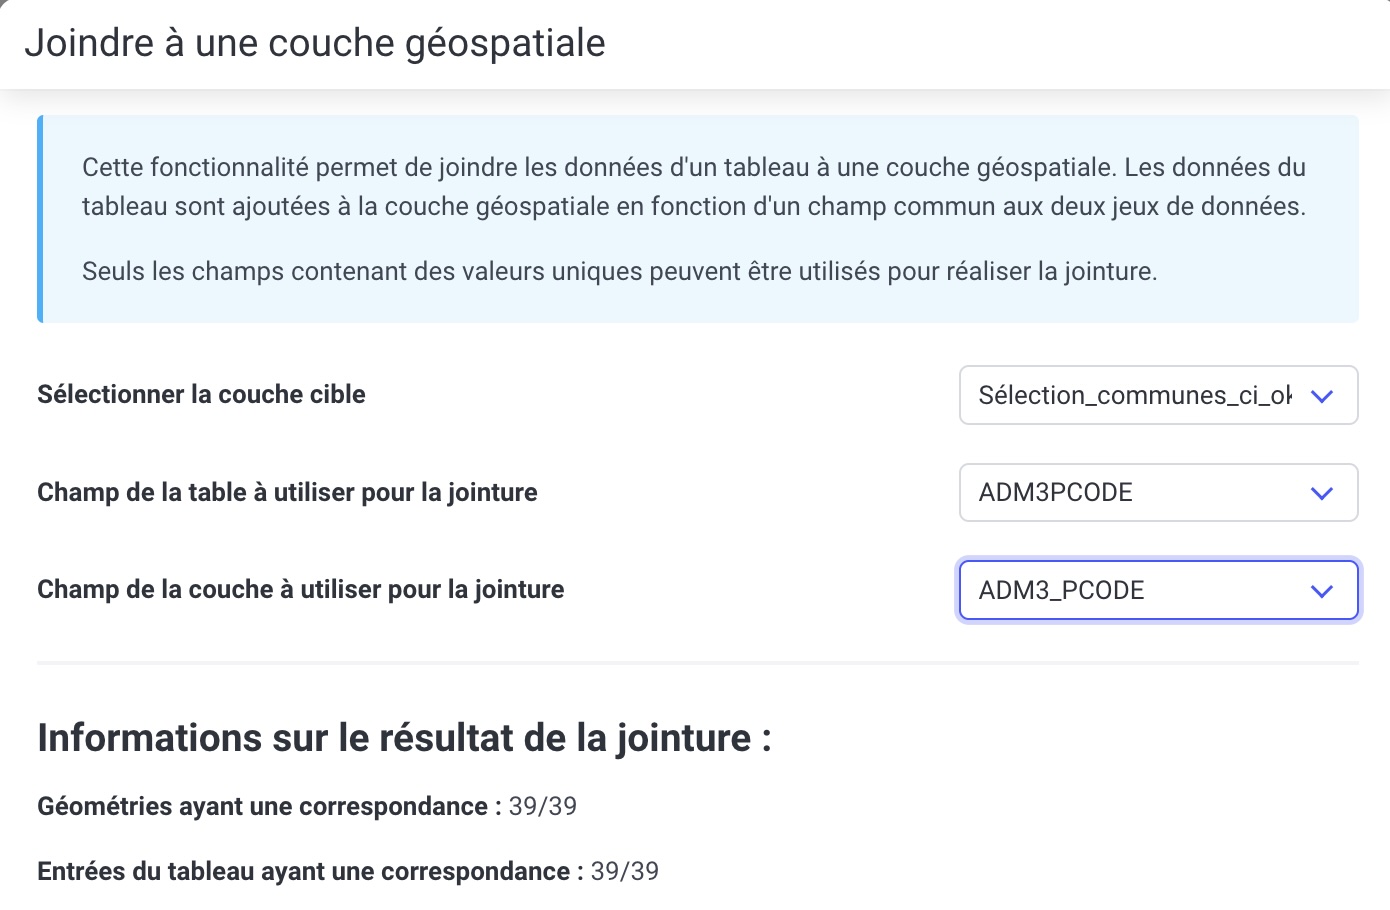 Joindre à une couche géospatiale
Cette fonctionnalité permet de joindre les données d'un tableau à une couche géospatiale. Les données du
tableau sont ajoutées à la couche géospatiale en fonction d'un champ commun aux deux jeux de données.
Seuls les champs contenant des valeurs uniques peuvent être utilisés pour réaliser la jointure.
Sélectionner la couche cible
Sélection_communes_ci_ok
Champ de la table à utiliser pour la jointure
ADM3PCODE
Champ de la couche à utiliser pour la jointure
ADM3_PCODE
Informations sur le résultat de la jointure :
Géométries ayant une correspondance : 39/39
Entrées du tableau ayant une correspondance : 39/39